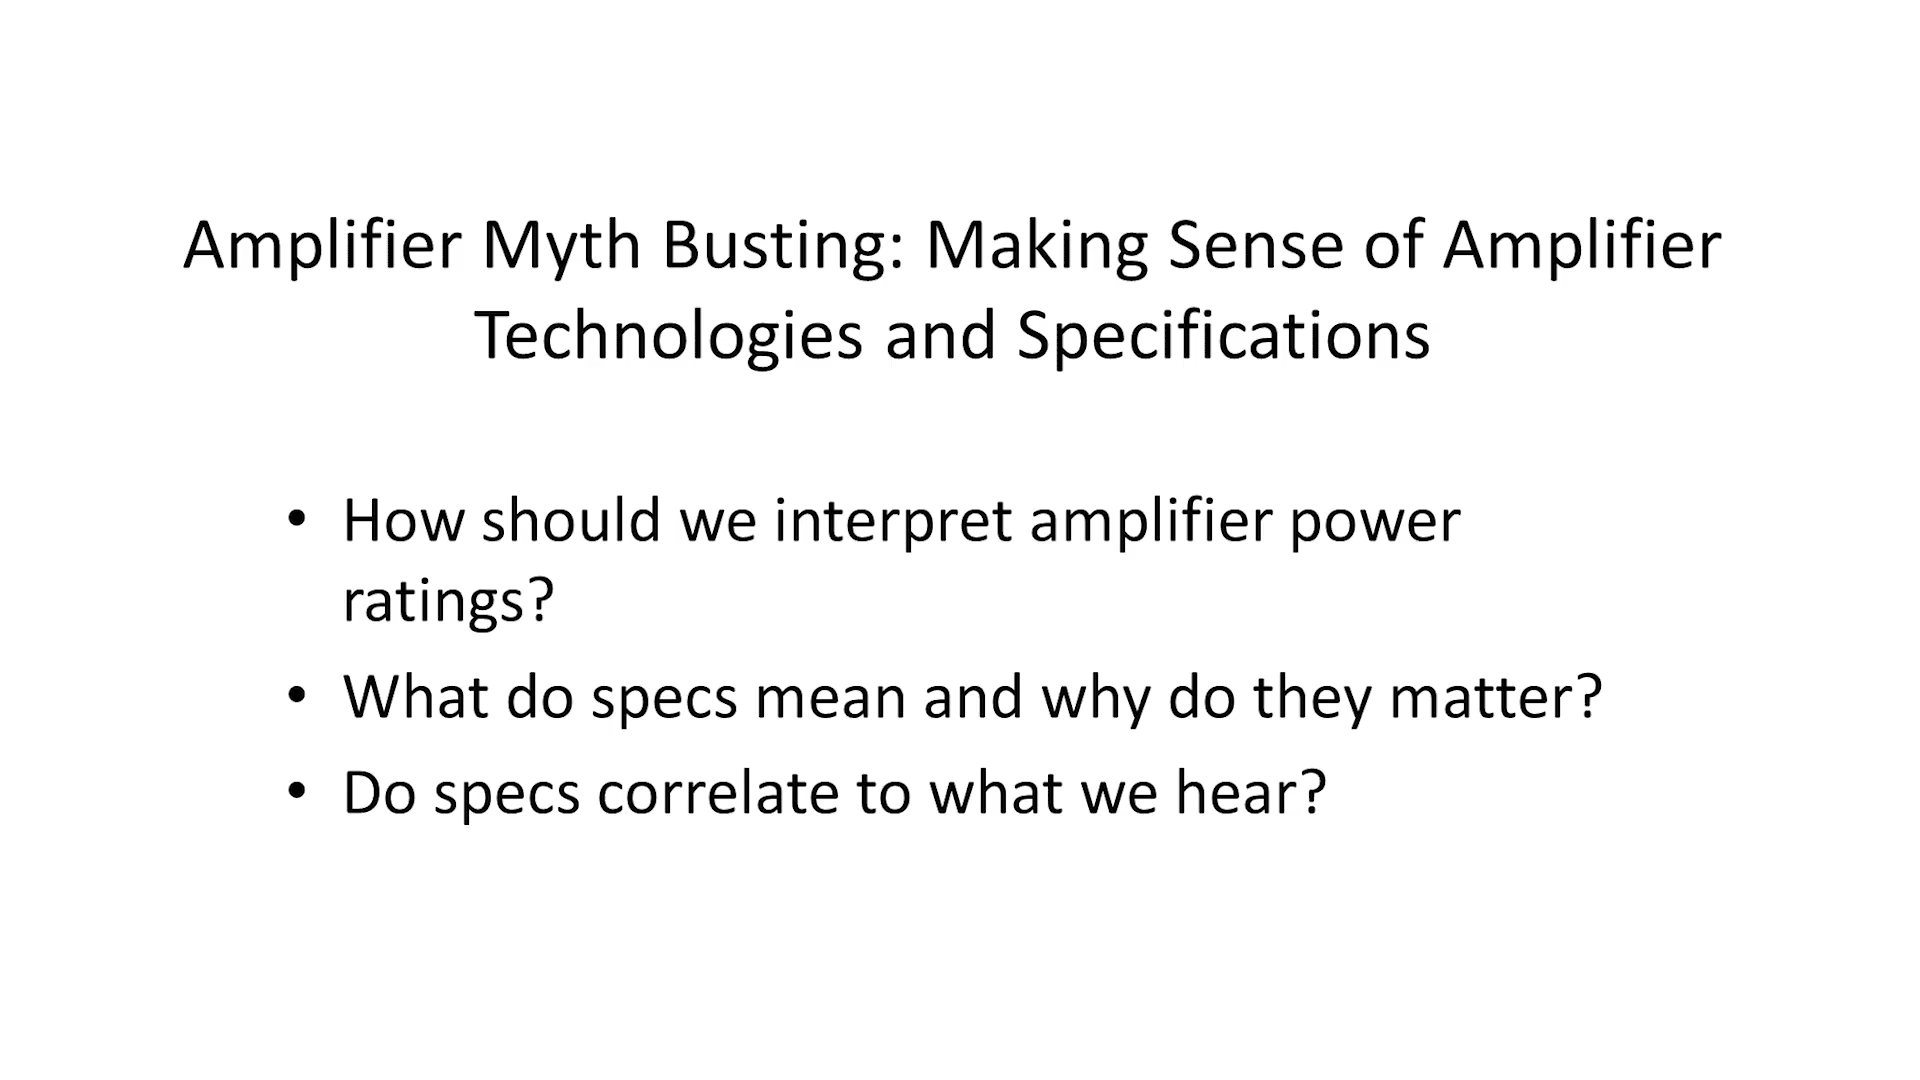 Amplifier Myth Busting: Making Sense of Amplifier
Technologies and Specifications
• How should we interpret amplifier power
ratings?
• What do specs mean and why do they matter?
• Do specs correlate to what we hear?